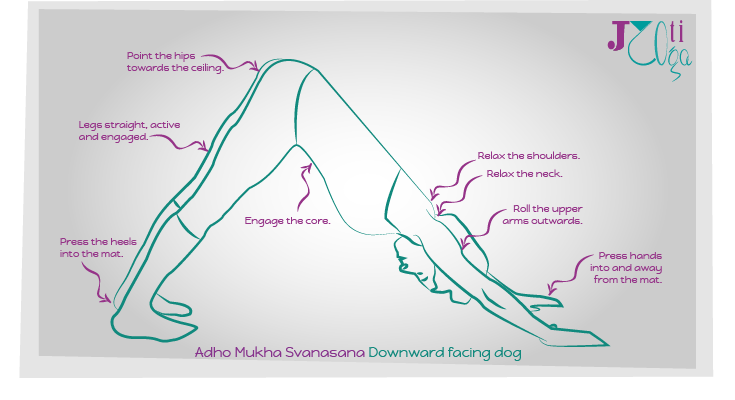 Jyoti
Yoga
Point the hips
towards the ceiling.
Legs straight, active
and engaged.
Relax the shoulders.
Relax the neck.
Roll the upper
arms outwards.
Engage the core.
Press the heels
into the mat.
Press hands
into and away
from the mat.
Adho Mukha Svanasana Downward facing dog